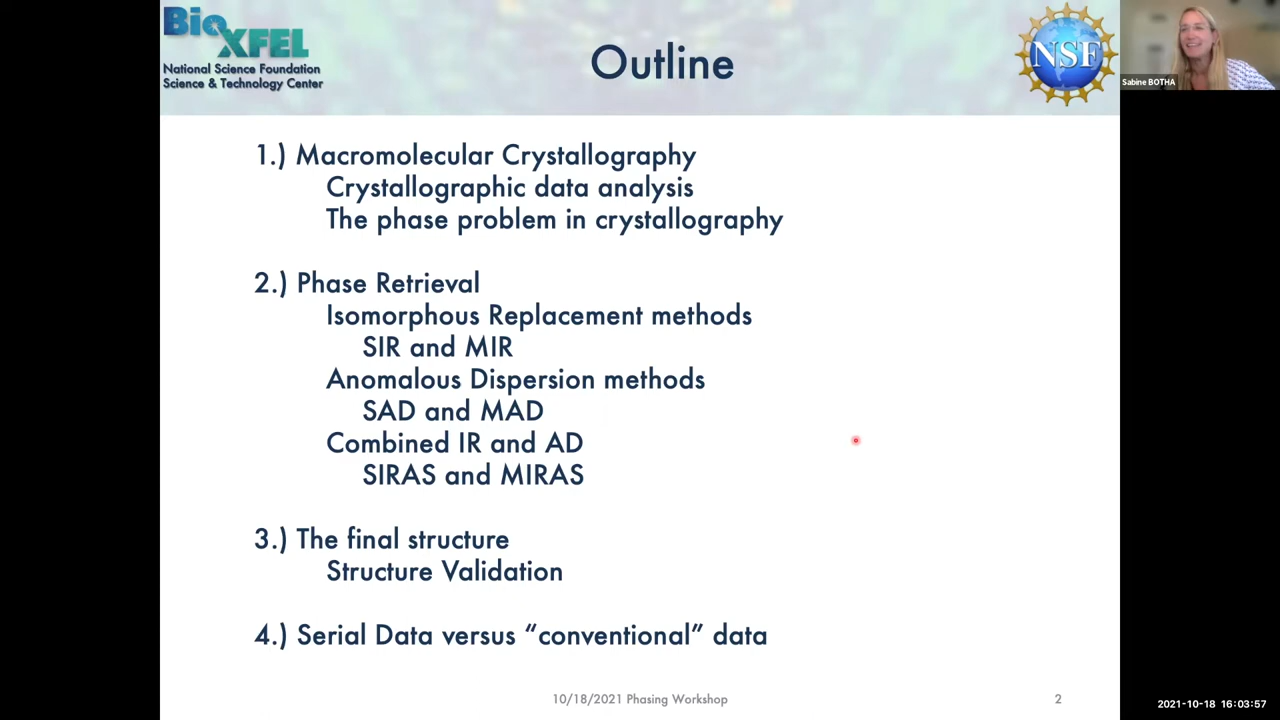 BioXFEL
National Science Foundation
Science & Technology Center
Outline
NSF
Sabine BOTHA
1.) Macromolecular Crystallography
Crystallographic data analysis
The phase problem in crystallography
2.) Phase Retrieval
Isomorphous Replacement methods
SIR and MIR
Anomalous Dispersion methods
SAD and MAD
Combined IR and AD
SIRAS and MIRAS
3.) The final structure
Structure Validation
4.) Serial Data versus “conventional” data
10/18/2021 Phasing Workshop
2
2021-10-18 16:03:57